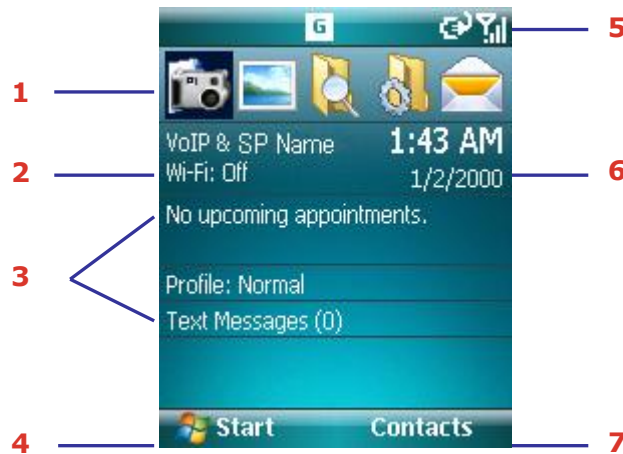 G
5
1
VoIP & SP Name 1:43 AM
2 Wi-Fi: Off 1/2/2000 6
No upcoming appointments.
3
Profile: Normal
Text Messages (0)
Start Contacts
4 7